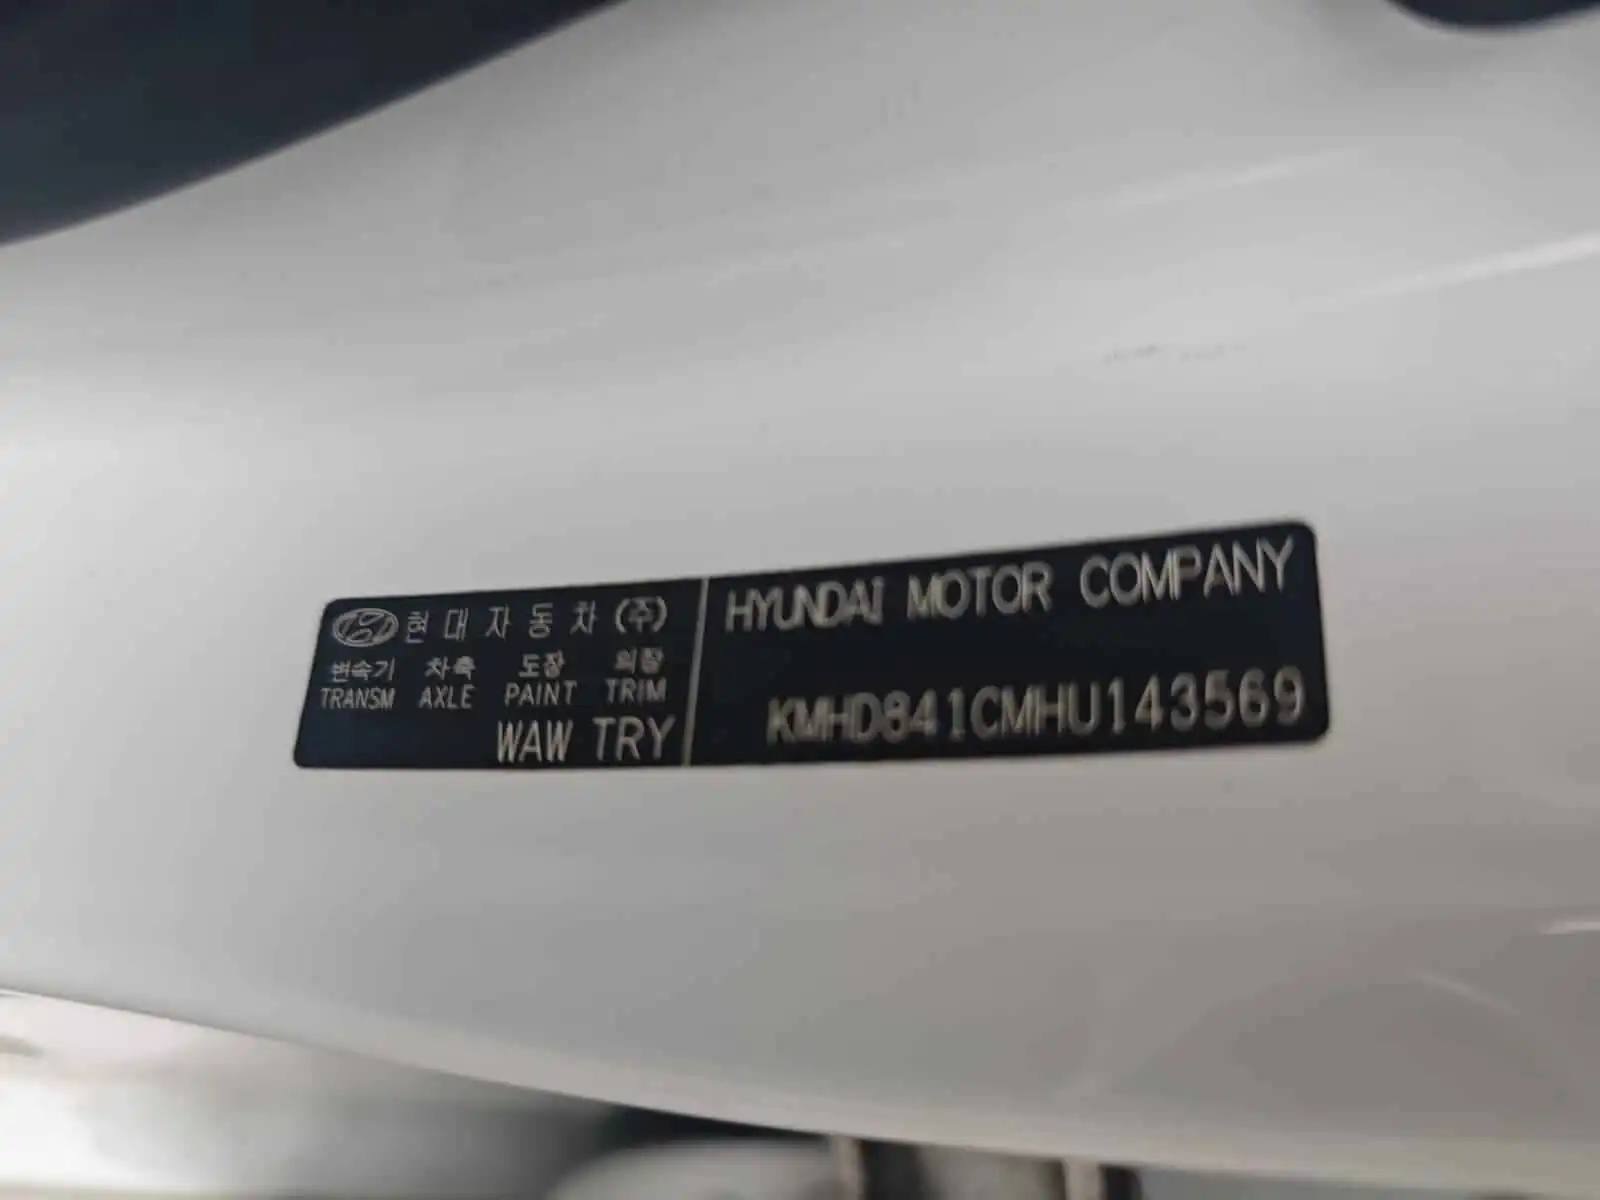 현대자동차(주)
변속기 차축 도장 의장
TRANSM AXLE PAINT TRIM
WAW TRY
HYUNDAI MOTOR COMPANY
KMHD841CMHU143569